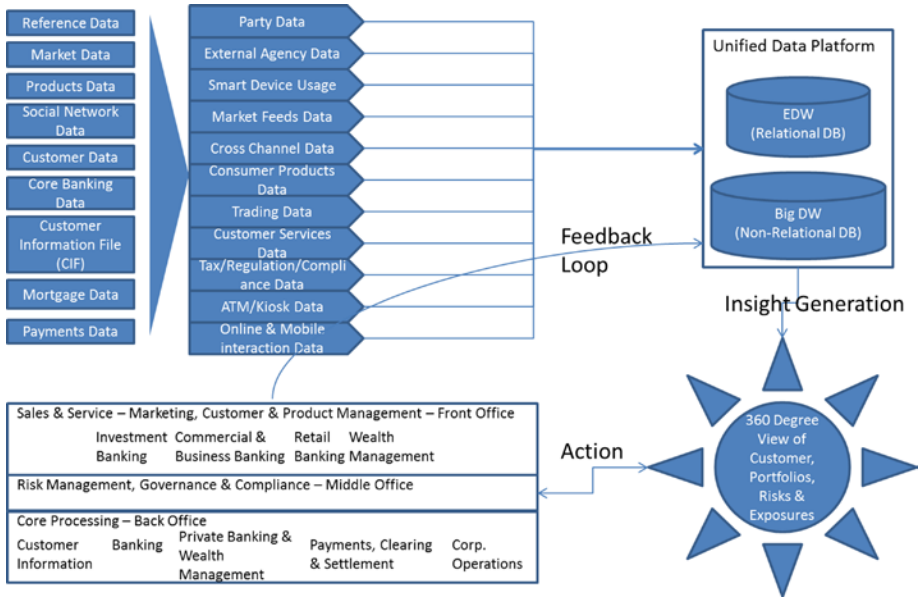 Reference Data
Market Data
Products Data
Social Network
Data
Customer Data
Core Banking
Data
Customer
Information File
(CIF)
Mortgage Data
Payments Data
Party Data
External Agency Data
Smart Device Usage
Market Feeds Data
Cross Channel Data
Consumer Products
Data
Trading Data
Customer Services
Data
Tax/Regulation/Compli
ance Data
ATM/Kiosk Data
Online & Mobile
interaction Data
Unified Data Platform
EDW
(Relational DB)
Big DW
(Non-Relational DB)
Feedback
Loop
Insight Generation
360 Degree
View of
Customer,
Portfolios,
Risks &
Exposures
Action
Sales & Service – Marketing, Customer & Product Management – Front Office
Investment
Banking
Commercial &
Business Banking
Retail
Banking
Wealth
Management
Risk Management, Governance & Compliance – Middle Office
Core Processing – Back Office
Customer
Information
Banking
Private Banking &
Wealth
Management
Payments, Clearing
& Settlement
Corp.
Operations